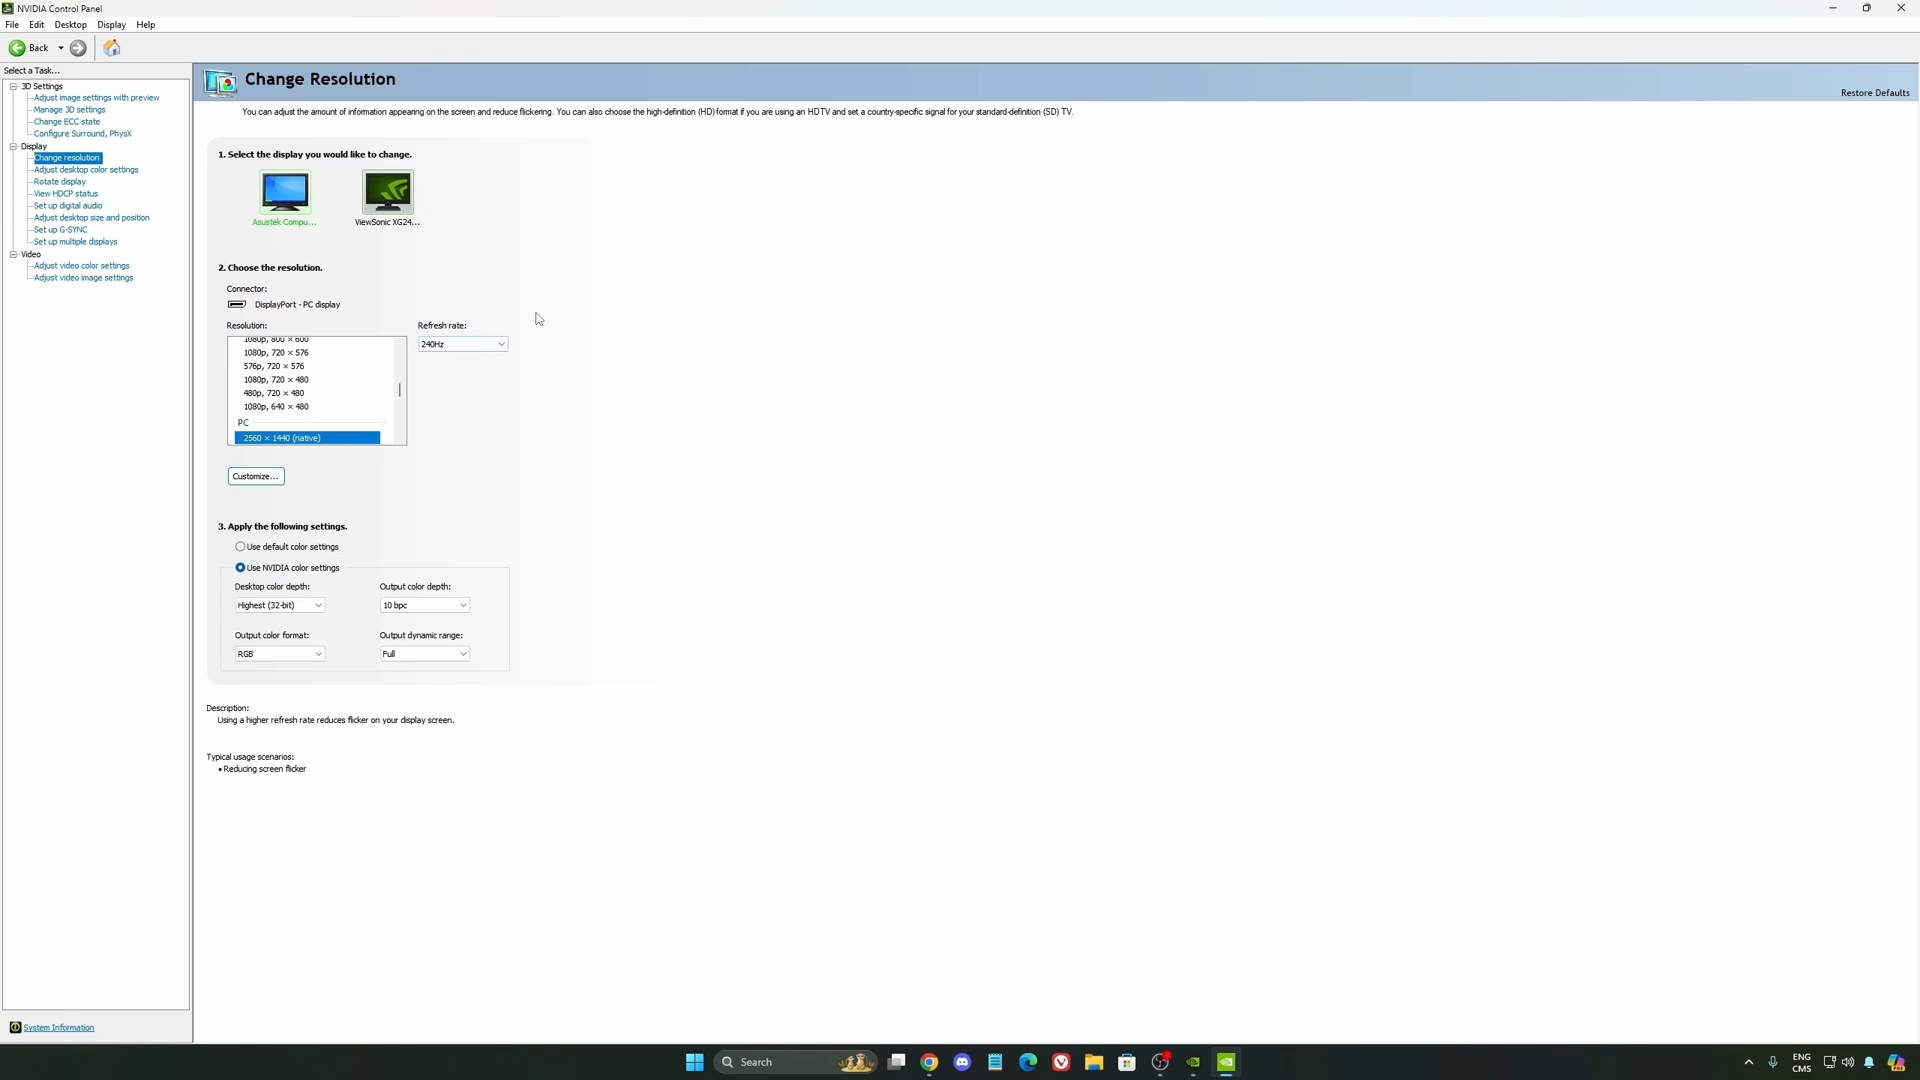 NVIDIA Control Panel
File Edit Desktop Display Help
Back
Select a Task...
3D Settings
Adjust image settings with preview
Manage 3D settings
Change ECC state
Configure Surround, PhysX
Display
Change resolution
Adjust desktop color settings
Rotate display
View HDCP status
Set up digital audio
Adjust desktop size and position
Set up G-SYNC
Set up multiple displays
Video
Adjust video color settings
Adjust video image settings
System Information
Change Resolution
Restore Defaults
You can adjust the amount of information appearing on the screen and reduce flickering. You can also choose the high-definition (HD) format if you are using an HDTV and set a country-specific signal for your standard-definition (SD) TV.
1. Select the display you would like to change.
Asustek Compu... ViewSonic XG24...
2. Choose the resolution.
Connector:
DisplayPort - PC display
Resolution: Refresh rate:
240Hz
1080p, 800 × 600
1080p, 720 × 576
576p, 720 × 576
1080p, 720 × 480
480p, 720 × 480
1080p, 640 × 480
PC
2560 × 1440 (native)
Customize...
3. Apply the following settings.
Use default color settings
Use NVIDIA color settings
Desktop color depth: Output color depth:
Highest (32-bit) 10 bpc
Output color format: Output dynamic range:
RGB Full
Description:
Using a higher refresh rate reduces flicker on your display screen.
Typical usage scenarios:
• Reducing screen flicker
Search
ENG
CMS
PRE